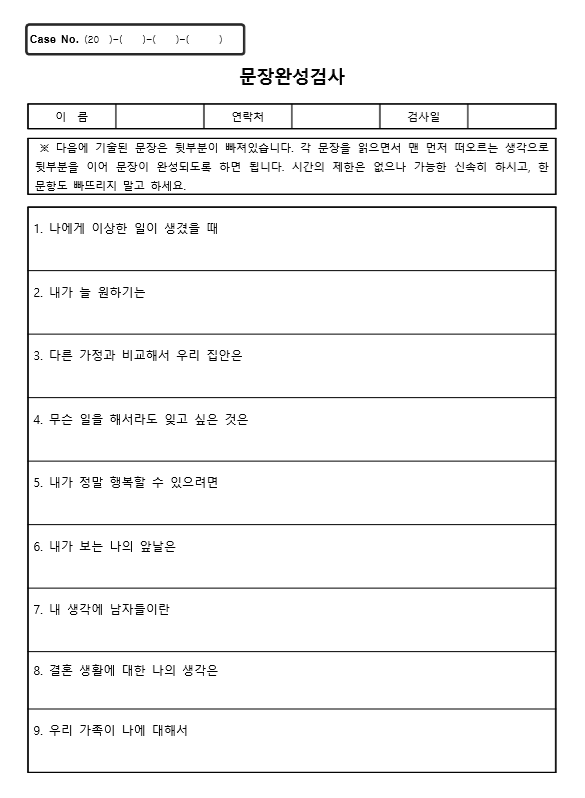 Case No. (20   )-(      )-(     )-(         )
문장완성검사
이 름 연락처 검사일
※ 다음에 기술된 문장은 뒷부분이 빠져있습니다. 각 문장을 읽으면서 맨 먼저 떠오르는 생각으로
뒷부분을 이어 문장이 완성되도록 하면 됩니다. 시간의 제한은 없으나 가능한 신속히 하시고, 한
문항도 빠뜨리지 말고 하세요.
1. 나에게 이상한 일이 생겼을 때
2. 내가 늘 원하기는
3. 다른 가정과 비교해서 우리 집안은
4. 무슨 일을 해서라도 잊고 싶은 것은
5. 내가 정말 행복할 수 있으려면
6. 내가 보는 나의 앞날은
7. 내 생각에 남자들이란
8. 결혼 생활에 대한 나의 생각은
9. 우리 가족이 나에 대해서